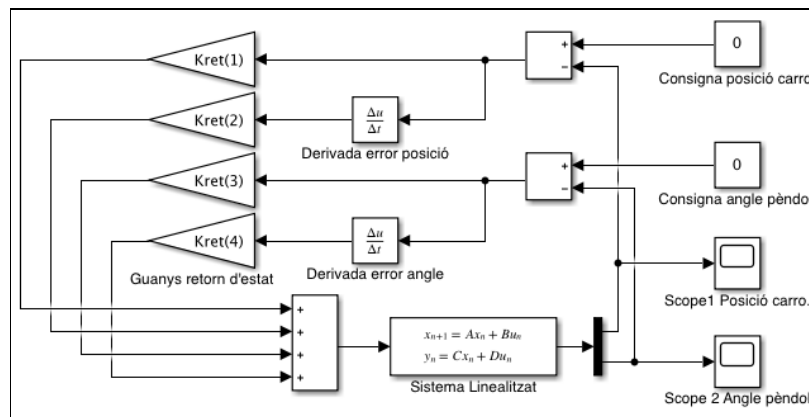 Kret(1)
+
−
0
Consigna posició carro
Kret(2)
Δu
Δt
Derivada error posició
Kret(3)
+
−
0
Consigna angle pèndol
Kret(4)
Δu
Δt
Guanys retorn d'estat
Derivada error angle
Scope1 Posició carro.
+
+
+
+
xn+1 = Axn + Bun
yn = Cxn + Dun
Sistema Linealitzat
Scope 2 Angle pèndol